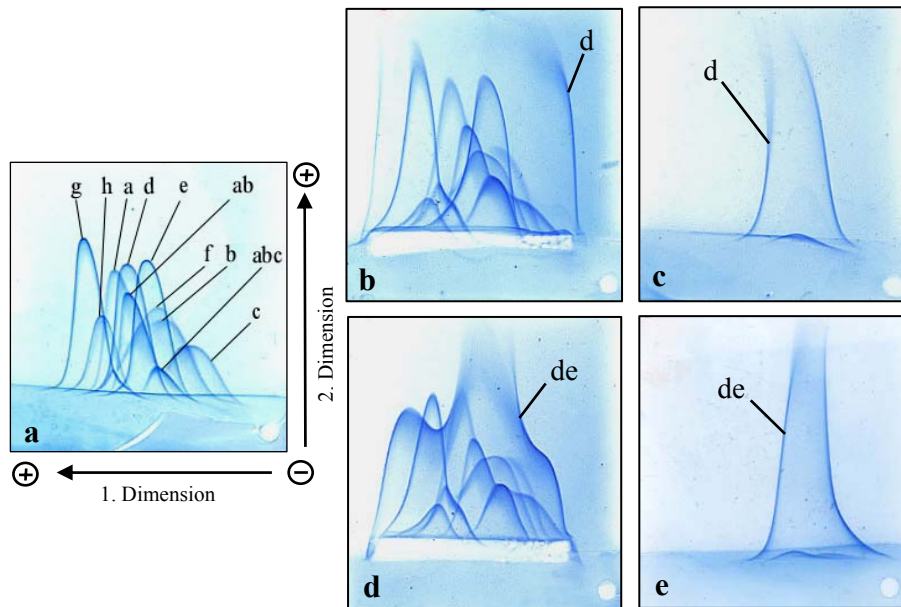 g h a d e ab
f b abc
c
a
⊕
2. Dimension
⊕ ⊖
1. Dimension
d
b
d
c
de
d
de
e